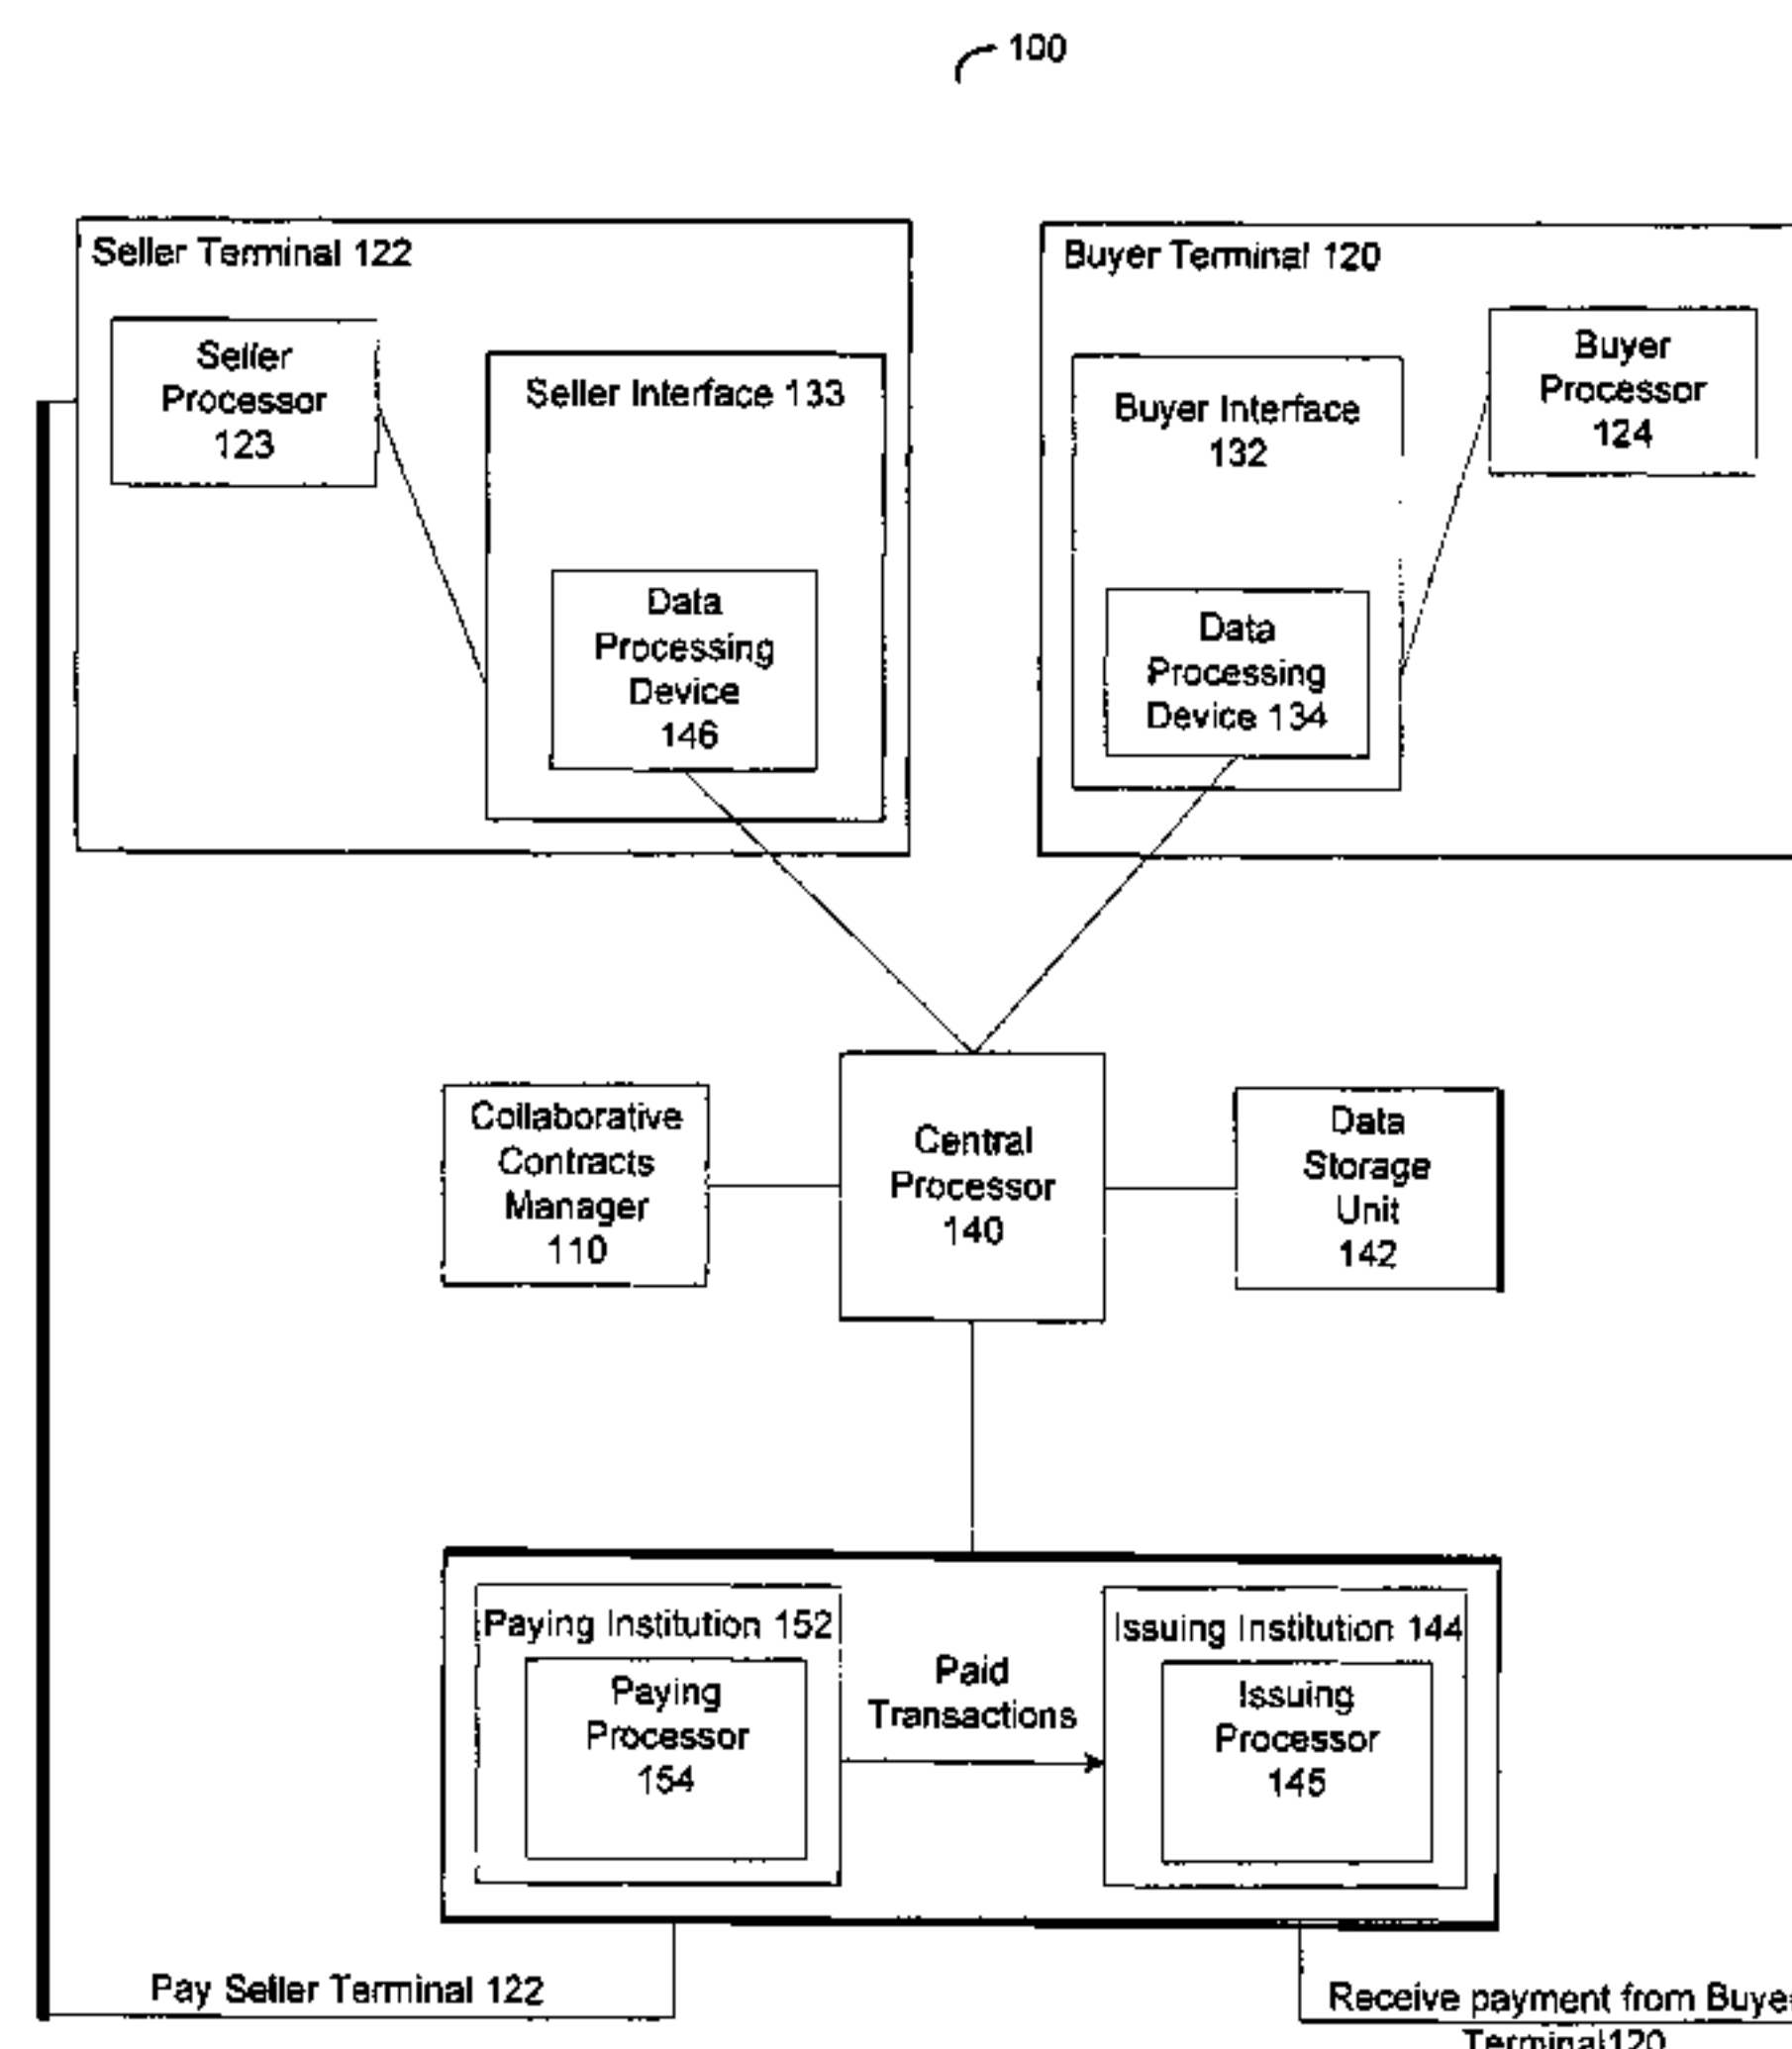 100
Seller Terminal 122
Seller
Processor
123
Seller Interface 133
Data
Processing
Device
146
Buyer Terminal 120
Buyer Interface
132
Buyer
Processor
124
Data
Processing
Device 134
Collaborative
Contracts
Manager
110
Central
Processor
140
Data
Storage
Unit
142
Paying Institution 152
Paying
Processor
154
Paid
Transactions
Issuing Institution 144
Issuing
Processor
145
Pay Seller Terminal 122
Receive payment from Buye
Terminal120